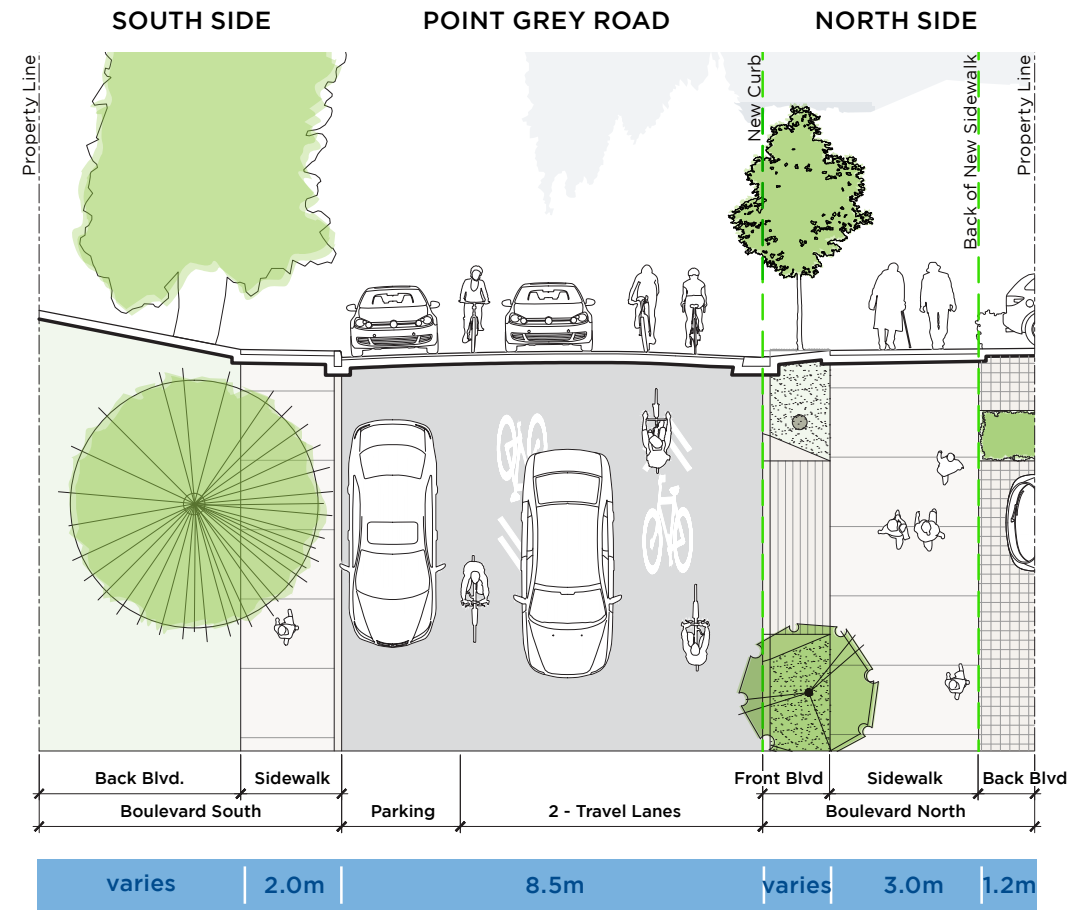 SOUTH SIDE
POINT GREY ROAD
NORTH SIDE
Property Line
New Curb
Back of New Sidewalk
Property Line
Back Blvd.
Sidewalk
Front Blvd
Sidewalk
Back Blvd
Boulevard South
Parking
2 - Travel Lanes
Boulevard North
varies
2.0m
8.5m
varies
3.0m
1.2m